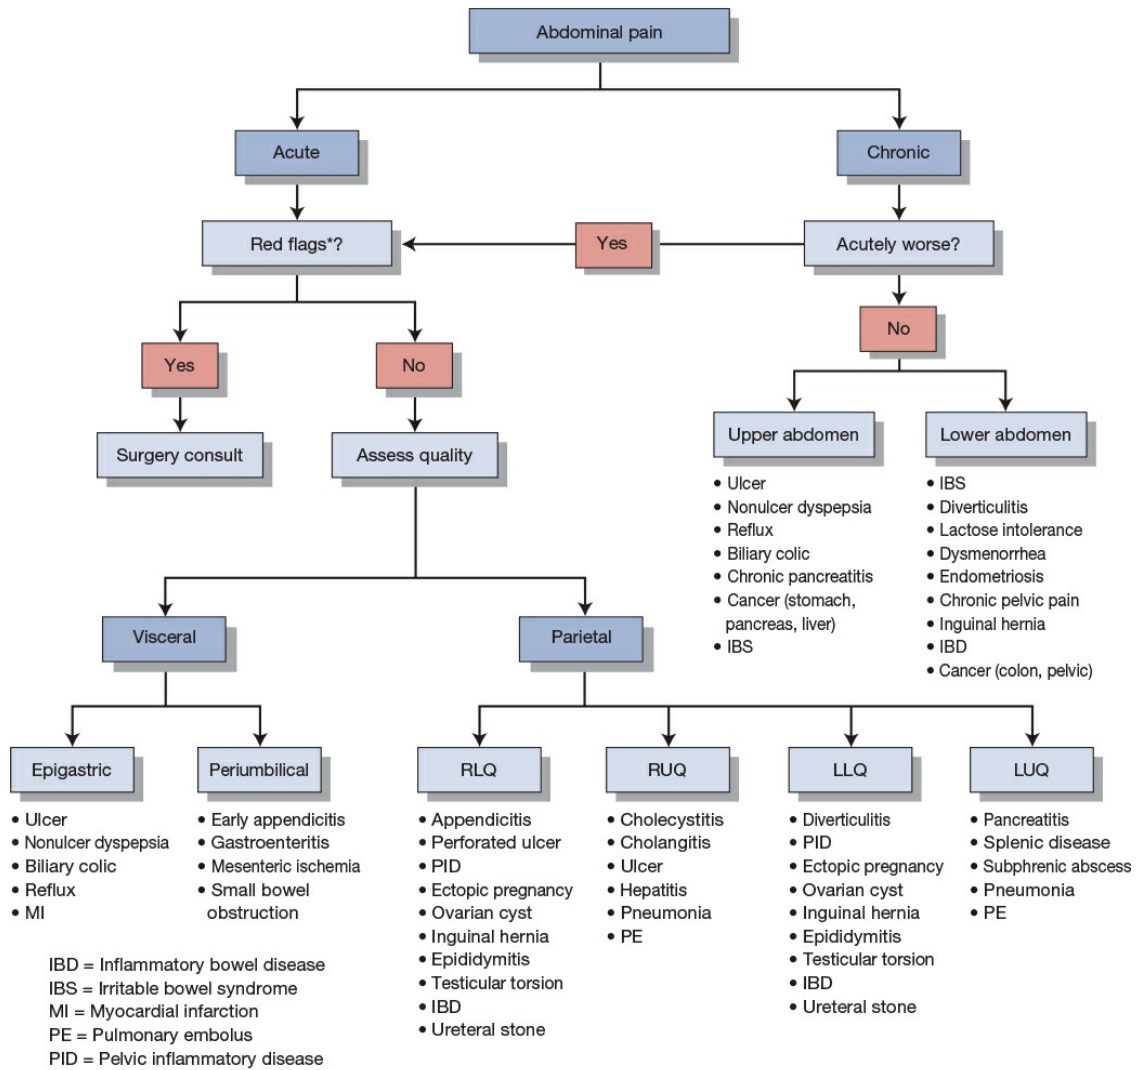 Abdominal pain
Acute
Chronic
Red flags*?
Yes
Acutely worse?
No
Yes
No
Surgery consult
Assess quality
Upper abdomen
• Ulcer
• Nonulcer dyspepsia
• Reflux
• Biliary colic
• Chronic pancreatitis
• Cancer (stomach,
pancreas, liver)
• IBS
Lower abdomen
• IBS
• Diverticulitis
• Lactose intolerance
• Dysmenorrhea
• Endometriosis
• Chronic pelvic pain
• Inguinal hernia
• IBD
• Cancer (colon, pelvic)
Visceral
Parietal
Epigastric
• Ulcer
• Nonulcer dyspepsia
• Biliary colic
• Reflux
• MI
Periumbilical
• Early appendicitis
• Gastroenteritis
• Mesenteric ischemia
• Small bowel
obstruction
RLQ
• Appendicitis
• Perforated ulcer
• PID
• Ectopic pregnancy
• Ovarian cyst
• Inguinal hernia
• Epididymitis
• Testicular torsion
• IBD
• Ureteral stone
RUQ
• Cholecystitis
• Cholangitis
• Ulcer
• Hepatitis
• Pneumonia
• PE
LLQ
• Diverticulitis
• PID
• Ectopic pregnancy
• Ovarian cyst
• Inguinal hernia
• Epididymitis
• Testicular torsion
• IBD
• Ureteral stone
LUQ
• Pancreatitis
• Splenic disease
• Subphrenic abscess
• Pneumonia
• PE
IBD = Inflammatory bowel disease
IBS = Irritable bowel syndrome
MI = Myocardial infarction
PE = Pulmonary embolus
PID = Pelvic inflammatory disease